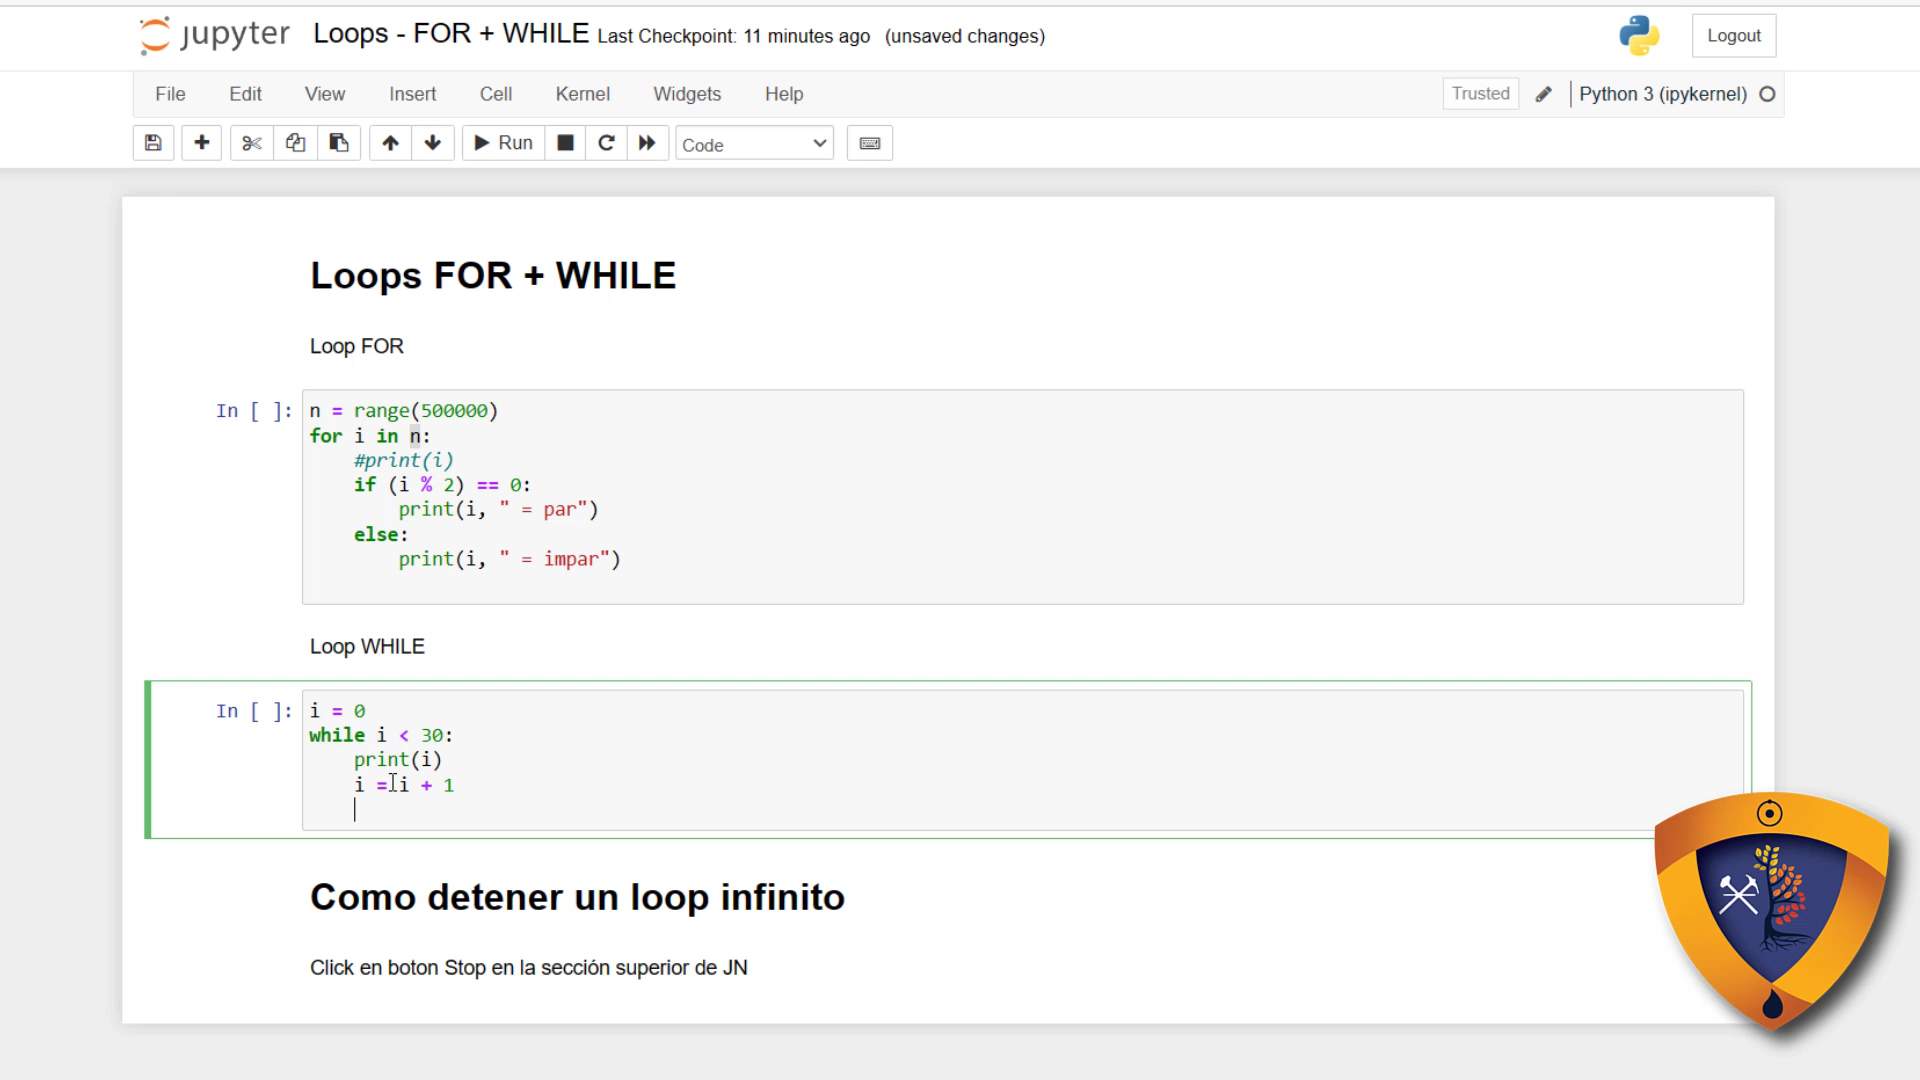 jupyter Loops - FOR + WHILE Last Checkpoint: 11 minutes ago (unsaved changes) Logout
File Edit View Insert Cell Kernel Widgets Help Trusted Python 3 (ipykernel)
Run Code
Loops FOR + WHILE
Loop FOR
In [ ]: n = range(500000)
for i in n:
    #print(i)
    if (i % 2) == 0:
        print(i, " = par")
    else:
        print(i, " = impar")
Loop WHILE
In [ ]: i = 0
while i < 30:
    print(i)
    i = i + 1
Como detener un loop infinito
Click en boton Stop en la sección superior de JN